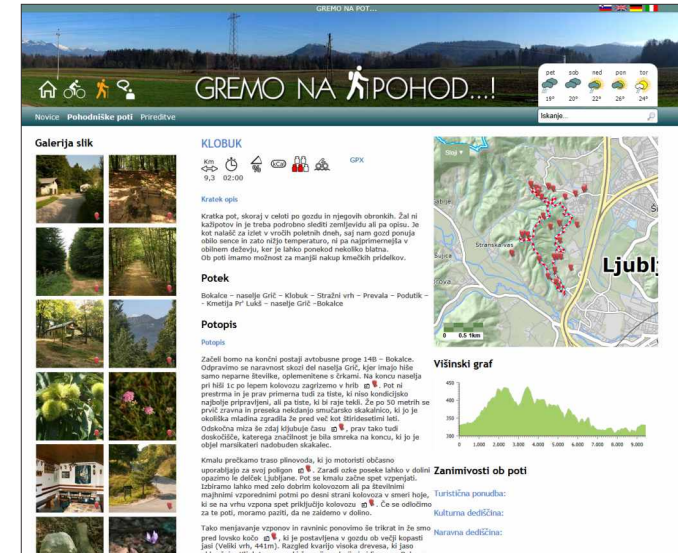 GREMO NA POT...
GREMO NA POHOD...!
pet sob ned pon tor
19° 20° 22° 26° 24°
Novice Pohodniške poti Prireditve
Iskanje...
Galerija slik
KLOBUK
Km
kCal
GPX
9,3 02:00
Kratek opis
Kratka pot, skoraj v celoti po gozdu in njegovih obronkih. Žal ni
kažipotov in je treba podrobno slediti zemljevidu ali pa opisu. Je
kot nalašč za izlet v vročih poletnih dneh, saj nam gozd ponuja
obilno sence in zato nižjo temperaturo, ni pa najprimernejša v
obilnem deževju, ker je lahko ponekod nekoliko blatna.
Ob poti imamo možnost za manjši nakup kmečkih pridelkov.
Potek
Bokalce – naselje Grič – Klobuk – Stražni vrh – Prevala – Podutik –
- Kmetija Pr' Lukš – naselje Grič –Bokalce
Potopis
Potopis
Začeli bomo na končni postaji avtobusne proge 14B – Bokalce.
Odpravimo se naravnost skozi del naselja Grič, kjer imajo hiše
samo neparne številke, oplemenitene s črkami. Na koncu naselja
pri hiši 1c po lepem kolovozu zagrizemo v hrib . Pot ni
prestrma in je prav primerna tudi za tiste, ki niso kondicijsko
najbolje pripravljeni, ali pa tiste, ki bi raje tekli. Že po 50 metrih se
prvič zravna in preseka nekdanjo smučarsko skakalnico, ki jo je
okoliška mladina zgradila že pred več kot štiridesetimi leti.
Odskočna miza še zdaj kljubuje času , prav tako tudi
doskočišče, katerega značilnost je bila smreka na koncu, ki jo je
objel marsikateri nadobuden skakalec.
Kmalu prečkamo traso plinovoda, ki jo motoristi občasno
uporabljajo za svoj poligon . Zaradi ozke poseke lahko v dolini
opazimo le delček Ljubljane. Pot se kmalu začne spet vzpenjati.
Izbiramo lahko med zelo dobrim kolovozom ali pa številnimi
majhnimi vzporednimi potmi po desni strani kolovoza v smeri hoje,
ki se na vrhu vzpona spet priključijo kolovozu . Če se odločimo
za te poti, moramo paziti, da ne zaidemo v dolino.
Tako menjavanje vzponov in ravninic ponovimo še trikrat in že smo
pred lovsko kočo , ki je postavljena v gozdu ob večji kopasti
jasi (Veliki vrh, 441m). Razgled kvarijo visoka drevesa, ki jaso
Sloji
Stranska vas
Šujica
Ljublj
0 0.5 1km
Višinski graf
450
400
350
300
0 1.000 2.000 3.000 4.000 5.000 6.000 7.000 8.000 9.000
Zanimivosti ob poti
Turistična ponudba:
Kulturna dediščina:
Naravna dediščina: